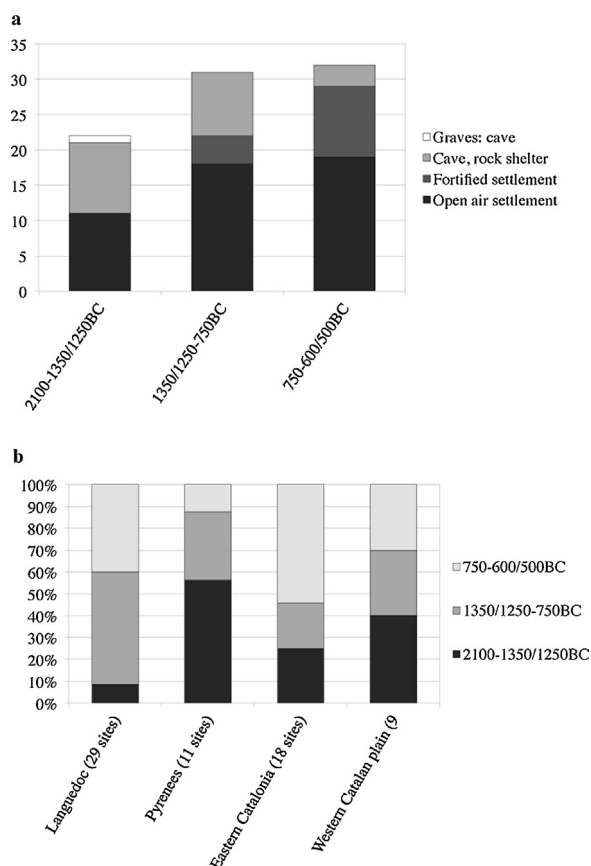 a
35
30
25
20
15
10
5
0
2100-1350/1250BC
1350/1250-750BC
750-600/500BC
Graves: cave
Cave, rock shelter
Fortified settlement
Open air settlement
b
100%
90%
80%
70%
60%
50%
40%
30%
20%
10%
0%
Languedoc (29 sites)
Pyrenees (11 sites)
Eastern Catalonia (18 sites)
Western Catalan plain (9
750-600/500BC
1350/1250-750BC
2100-1350/1250BC